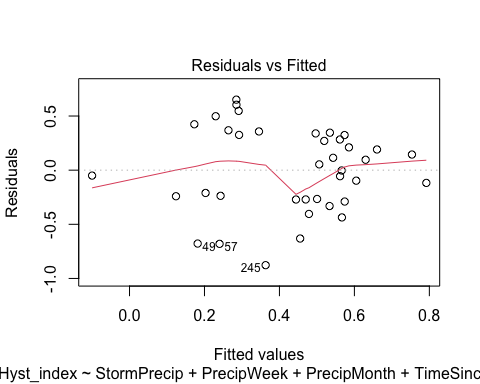 Residuals vs Fitted
Residuals
0.5
0.0
-0.5
-1.0
49
57
245
0.0 0.2 0.4 0.6 0.8
Fitted values
Hyst_index ~ StormPrecip + PrecipWeek + PrecipMonth + TimeSinc